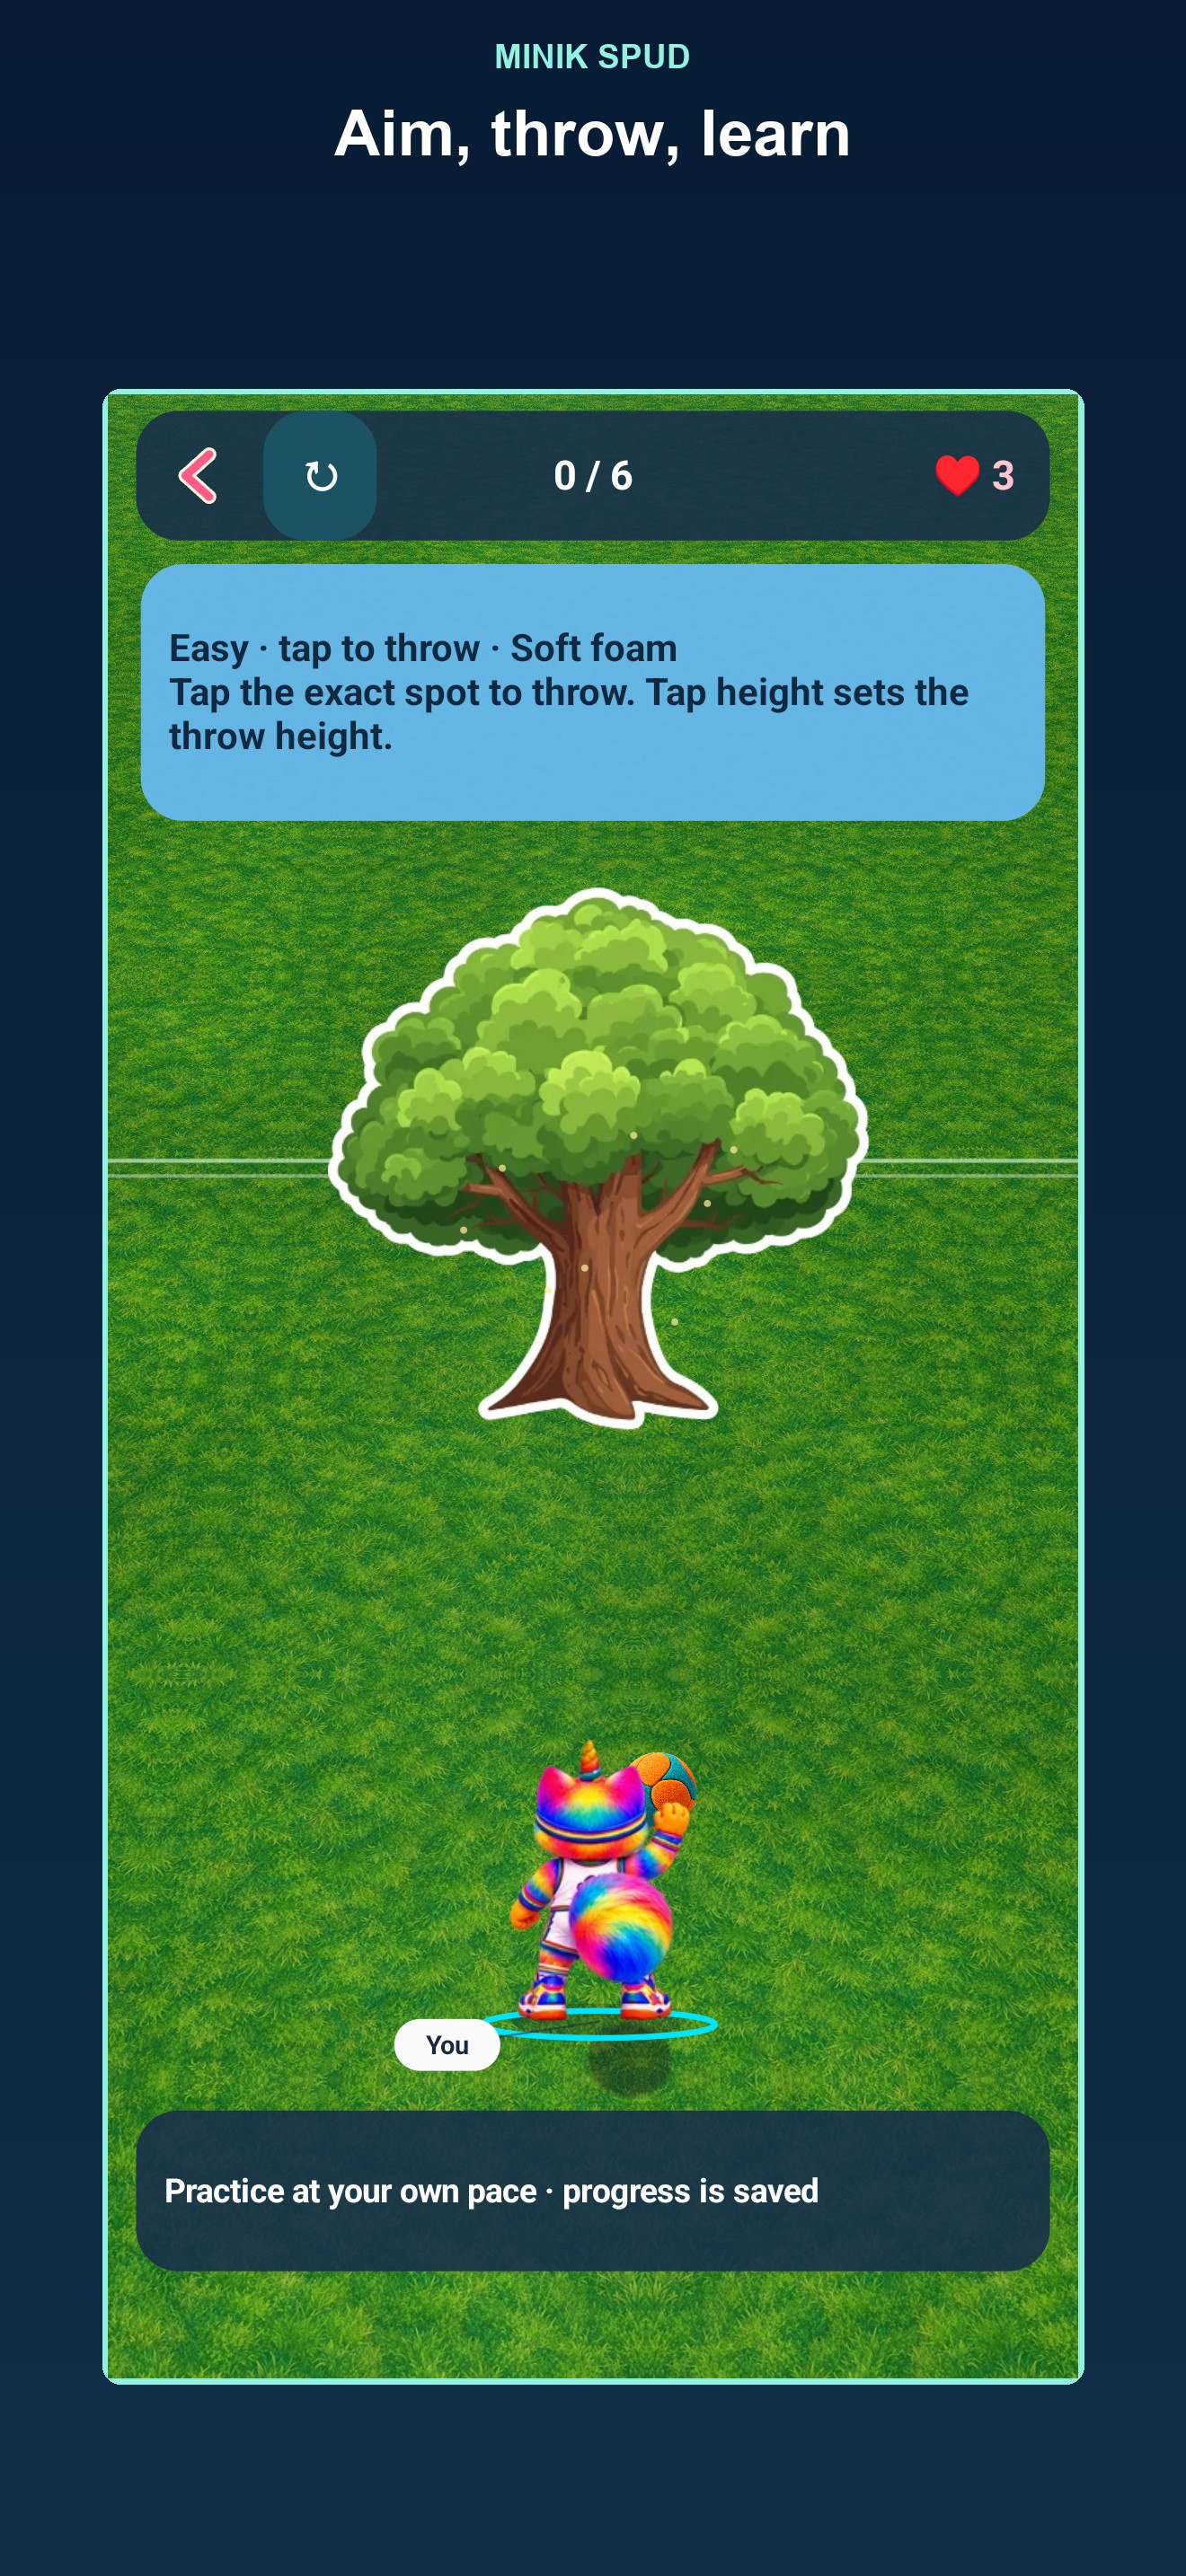 MINIK SPUD
Aim, throw, learn
↻ 0 / 6 3
Easy · tap to throw · Soft foam
Tap the exact spot to throw. Tap height sets the
throw height.
You
Practice at your own pace · progress is saved